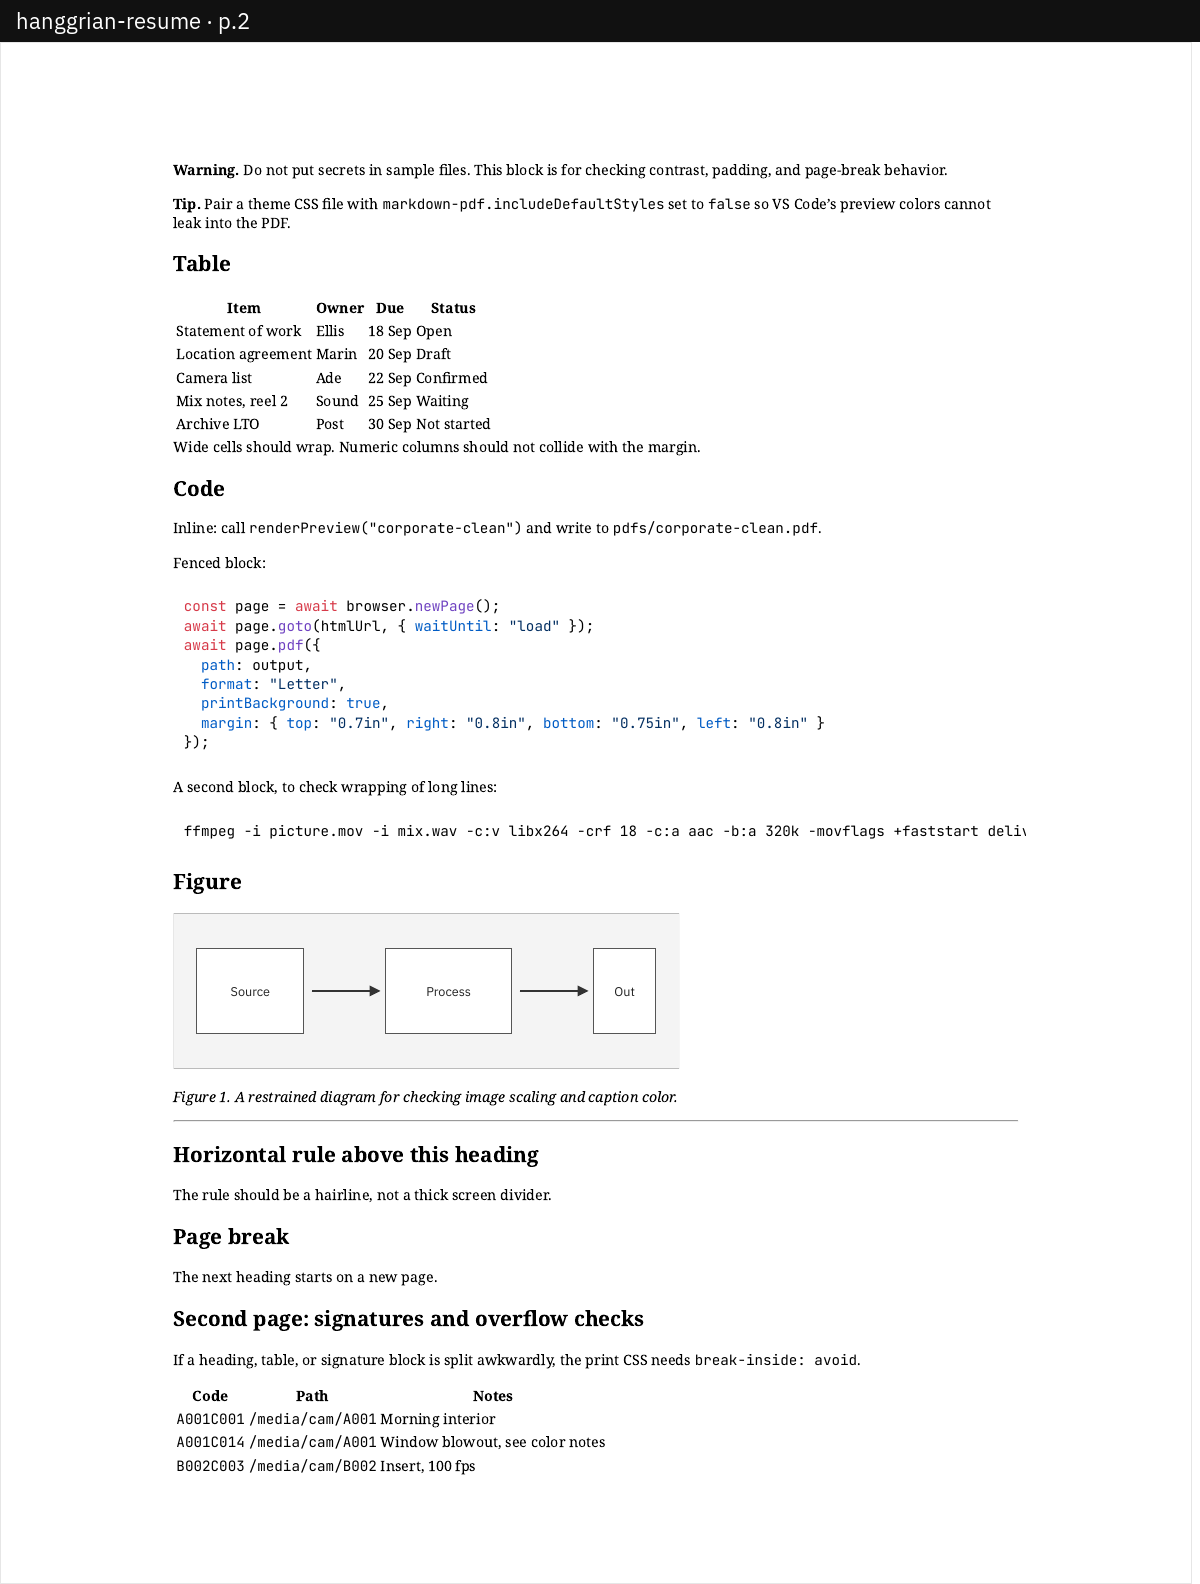 hanggrian-resume · p.2
Warning. Do not put secrets in sample files. This block is for checking contrast, padding, and page-break behavior.
Tip. Pair a theme CSS file with markdown-pdf.includeDefaultStyles set to false so VS Code’s preview colors cannot
leak into the PDF.
Table
Item Owner Due Status
Statement of work Ellis 18 Sep Open
Location agreement Marin 20 Sep Draft
Camera list Ade 22 Sep Confirmed
Mix notes, reel 2 Sound 25 Sep Waiting
Archive LTO Post 30 Sep Not started
Wide cells should wrap. Numeric columns should not collide with the margin.
Code
Inline: call renderPreview("corporate-clean") and write to pdfs/corporate-clean.pdf.
Fenced block:
const page = await browser.newPage();
await page.goto(htmlUrl, { waitUntil: "load" });
await page.pdf({
  path: output,
  format: "Letter",
  printBackground: true,
  margin: { top: "0.7in", right: "0.8in", bottom: "0.75in", left: "0.8in" }
});
A second block, to check wrapping of long lines:
ffmpeg -i picture.mov -i mix.wav -c:v libx264 -crf 18 -c:a aac -b:a 320k -movflags +faststart
Figure
Source Process Out
Figure 1. A restrained diagram for checking image scaling and caption color.
Horizontal rule above this heading
The rule should be a hairline, not a thick screen divider.
Page break
The next heading starts on a new page.
Second page: signatures and overflow checks
If a heading, table, or signature block is split awkwardly, the print CSS needs break-inside: avoid.
Code Path Notes
A001C001 /media/cam/A001 Morning interior
A001C014 /media/cam/A001 Window blowout, see color notes
B002C003 /media/cam/B002 Insert, 100 fps